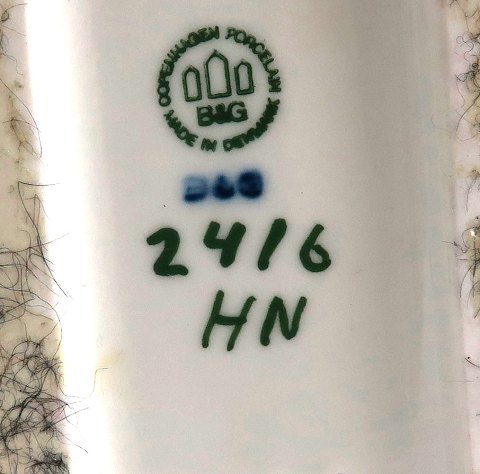 COPENHAGEN PORCELAIN
B&G
MADE IN DENMARK
B&G
2416
HN